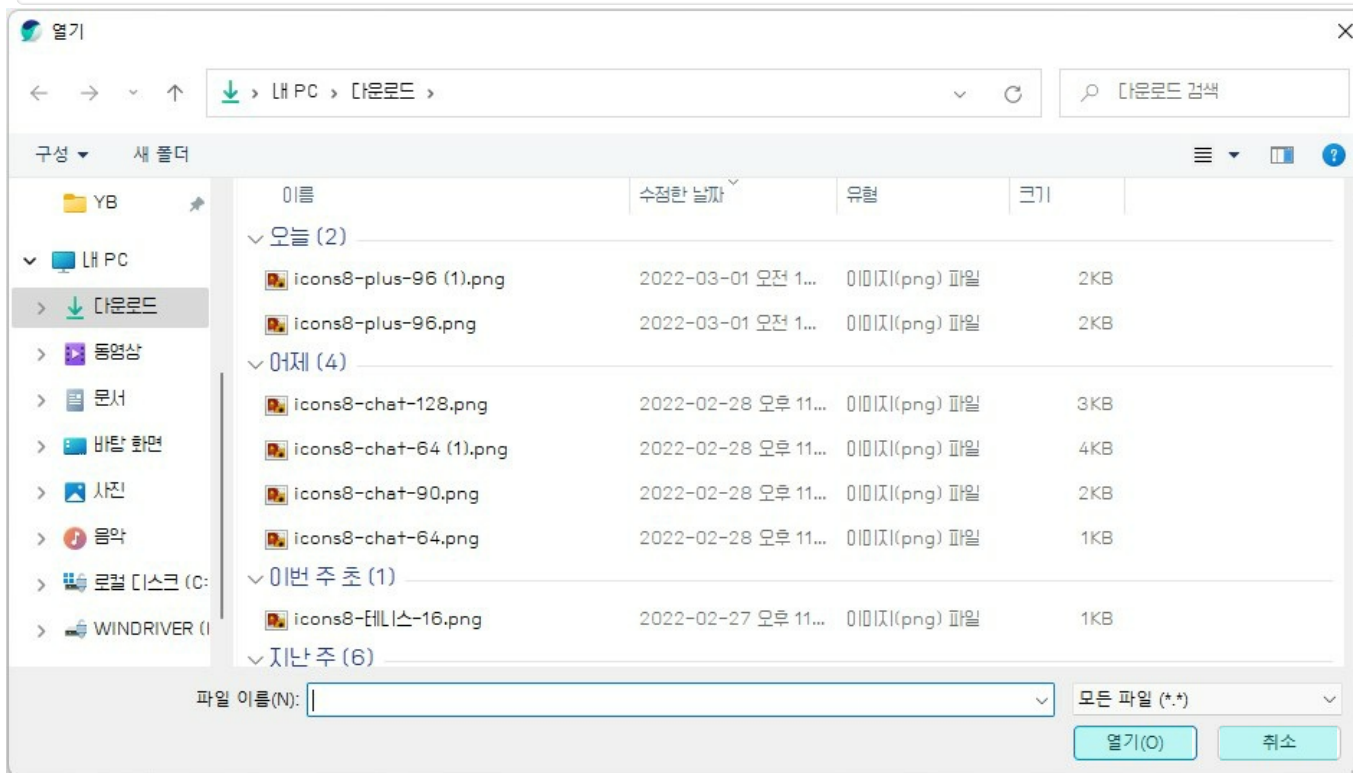 열기
내 PC > 다운로드 >
다운로드 검색
구성
새 폴더
이름 수정한 날짜 유형 크기
YB
내 PC
다운로드
동영상
문서
바탕 화면
사진
음악
로컬 디스크 (C:
WINDRIVER (
오늘 (2)
icons8-plus-96 (1).png 2022-03-01 오전 1... 이미지(png) 파일 2KB
icons8-plus-96.png 2022-03-01 오전 1... 이미지(png) 파일 2KB
어제 (4)
icons8-chat-128.png 2022-02-28 오후 11... 이미지(png) 파일 3KB
icons8-chat-64 (1).png 2022-02-28 오후 11... 이미지(png) 파일 4KB
icons8-chat-90.png 2022-02-28 오후 11... 이미지(png) 파일 2KB
icons8-chat-64.png 2022-02-28 오후 11... 이미지(png) 파일 1KB
이번 주 초 (1)
icons8-테니스-16.png 2022-02-27 오후 11... 이미지(png) 파일 1KB
지난 주 (6)
파일 이름(N):
모든 파일 (*.*)
열기(O)
취소